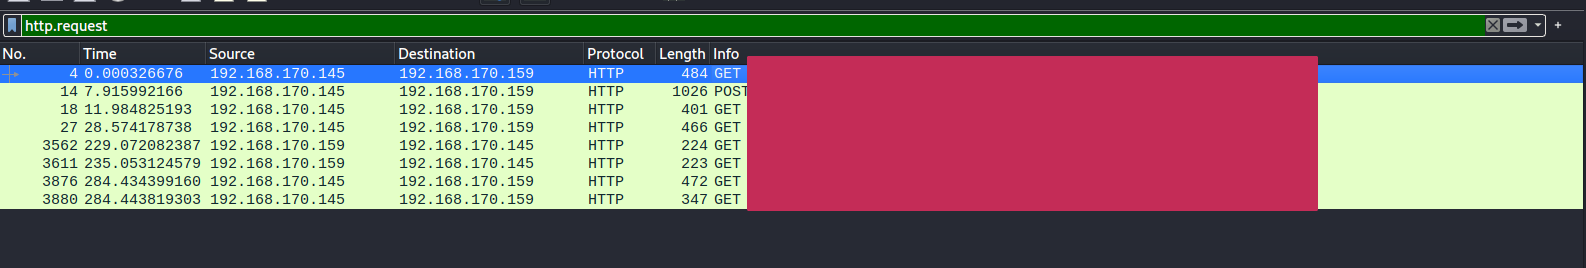 http.request
No. Time Source Destination Protocol Length Info
4 0.000326676 192.168.170.145 192.168.170.159 HTTP 484 GET
14 7.915992166 192.168.170.145 192.168.170.159 HTTP 1026 POST
18 11.984825193 192.168.170.145 192.168.170.159 HTTP 401 GET
27 28.574178738 192.168.170.145 192.168.170.159 HTTP 466 GET
3562 229.072082387 192.168.170.159 192.168.170.145 HTTP 224 GET
3611 235.053124579 192.168.170.159 192.168.170.145 HTTP 223 GET
3876 284.434399160 192.168.170.145 192.168.170.159 HTTP 472 GET
3880 284.443819303 192.168.170.145 192.168.170.159 HTTP 347 GET